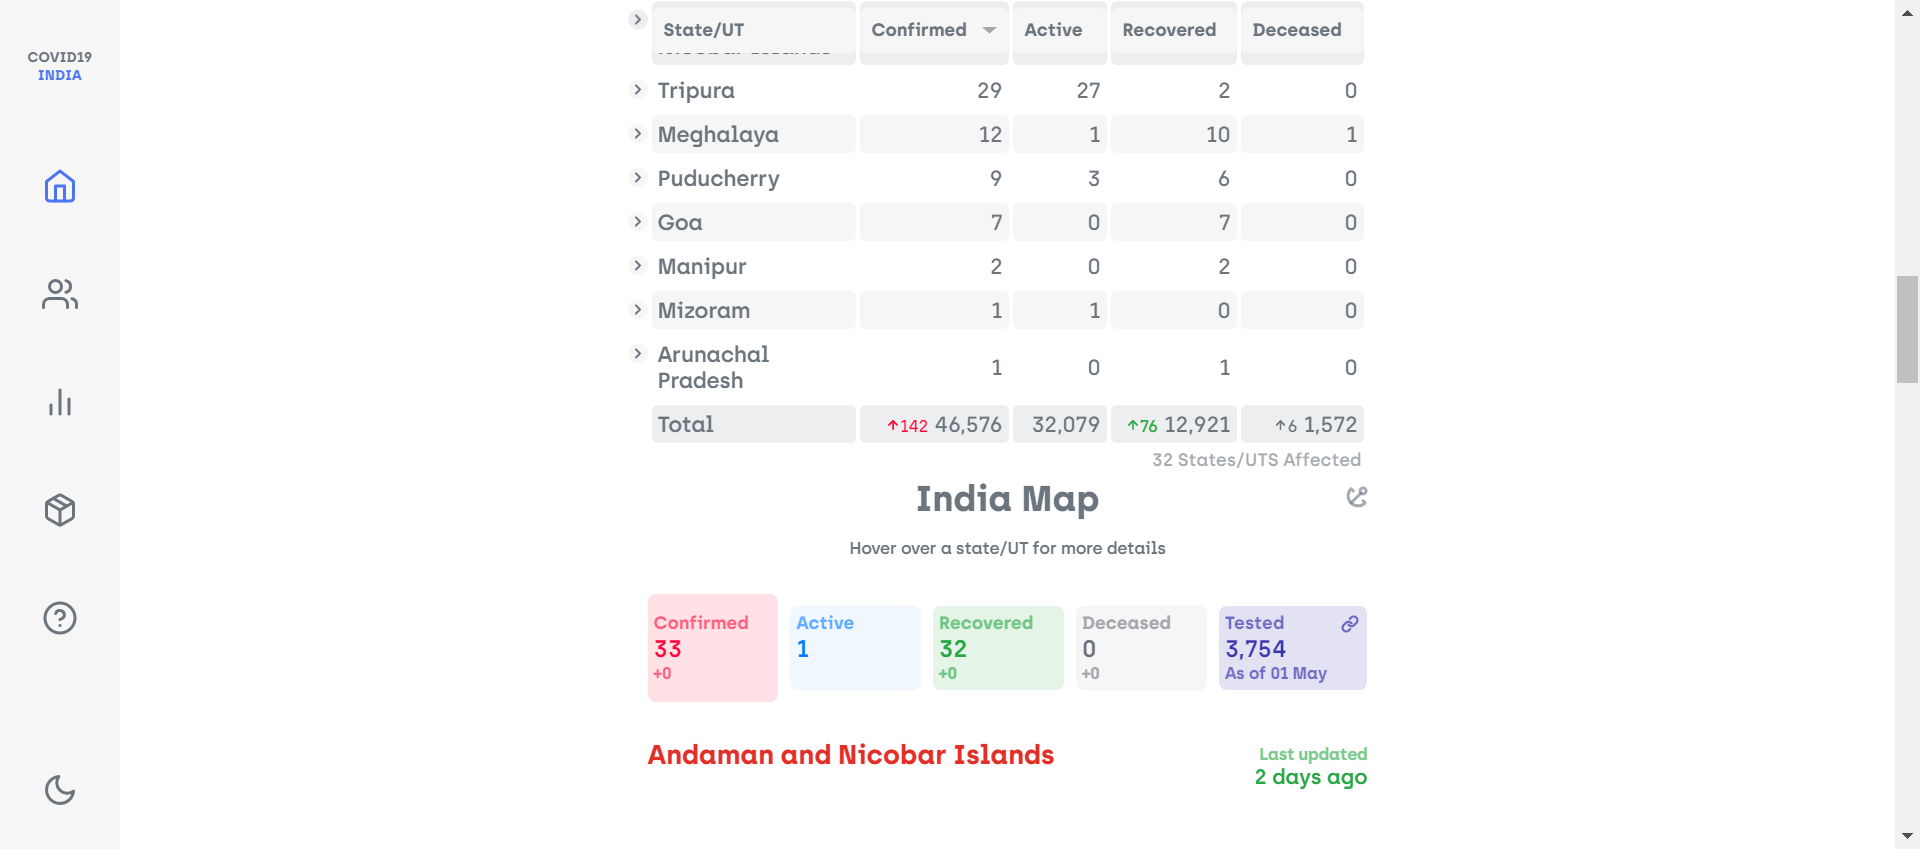 COVID19
INDIA
State/UT Confirmed Active Recovered Deceased
Tripura 29 27 2 0
Meghalaya 12 1 10 1
Puducherry 9 3 6 0
Goa 7 0 7 0
Manipur 2 0 2 0
Mizoram 1 1 0 0
Arunachal
Pradesh 1 0 1 0
Total ↑142 46,576 32,079 ↑76 12,921 ↑6 1,572
32 States/UTS Affected
India Map
Hover over a state/UT for more details
Confirmed Active Recovered Deceased Tested
33 1 32 0 3,754
+0 +0 +0 As of 01 May
Andaman and Nicobar Islands
Last updated
2 days ago